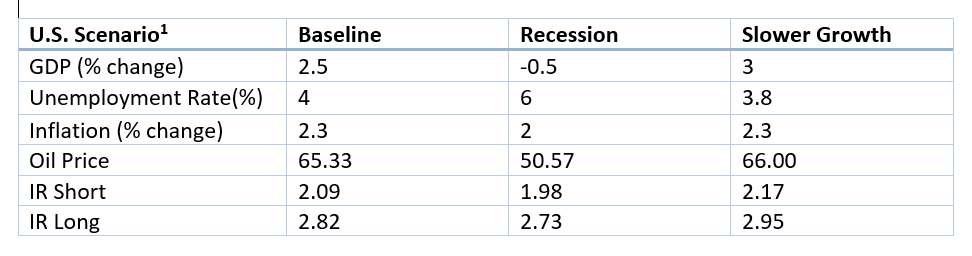 U.S. Scenario¹ Baseline Recession Slower Growth
GDP (% change) 2.5 -0.5 3
Unemployment Rate(%) 4 6 3.8
Inflation (% change) 2.3 2 2.3
Oil Price 65.33 50.57 66.00
IR Short 2.09 1.98 2.17
IR Long 2.82 2.73 2.95